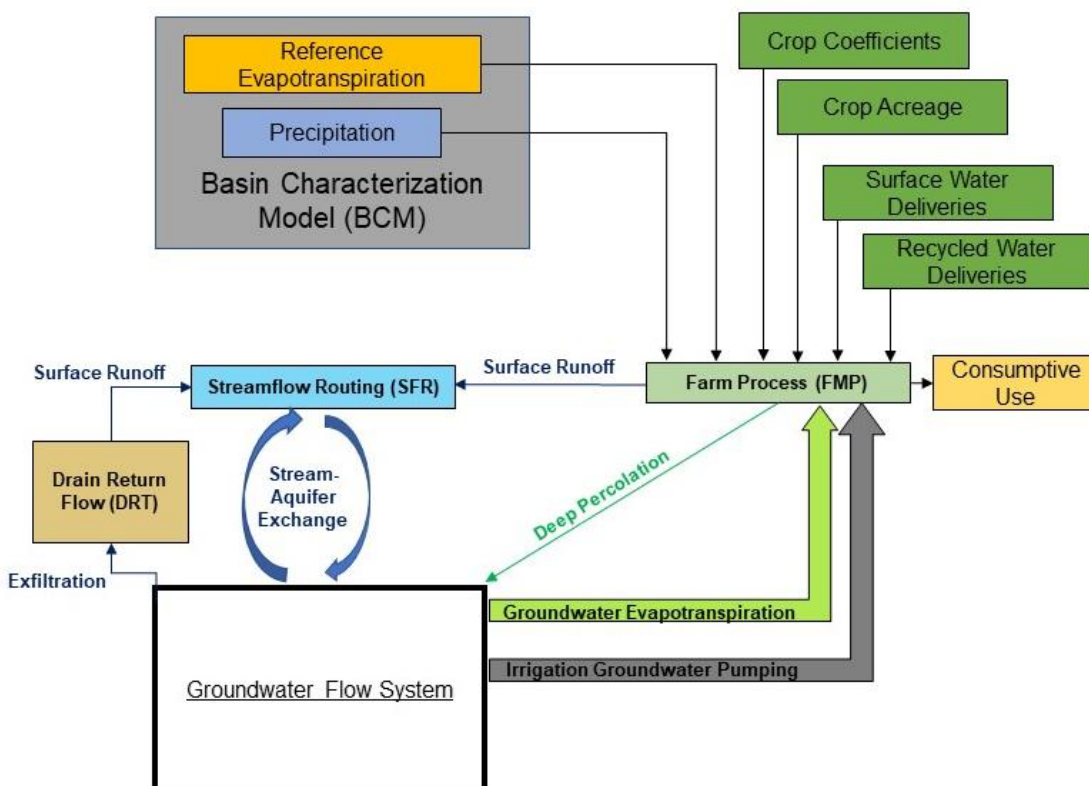 Reference
Evapotranspiration
Precipitation
Basin Characterization
Model (BCM)
Crop Coefficients
Crop Acreage
Surface Water
Deliveries
Recycled Water
Deliveries
Surface Runoff
Streamflow Routing (SFR)
Surface Runoff
Farm Process (FMP)
Consumptive
Use
Drain Return
Flow (DRT)
Stream-
Aquifer
Exchange
Deep Percolation
Exfiltration
Groundwater Evapotranspiration
Irrigation Groundwater Pumping
Groundwater Flow System